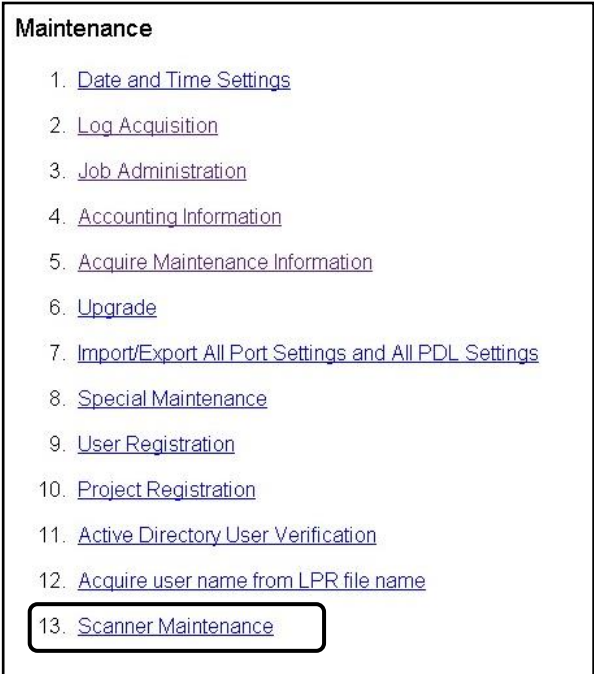 Maintenance
1. Date and Time Settings
2. Log Acquisition
3. Job Administration
4. Accounting Information
5. Acquire Maintenance Information
6. Upgrade
7. Import/Export All Port Settings and All PDL Settings
8. Special Maintenance
9. User Registration
10. Project Registration
11. Active Directory User Verification
12. Acquire user name from LPR file name
13. Scanner Maintenance